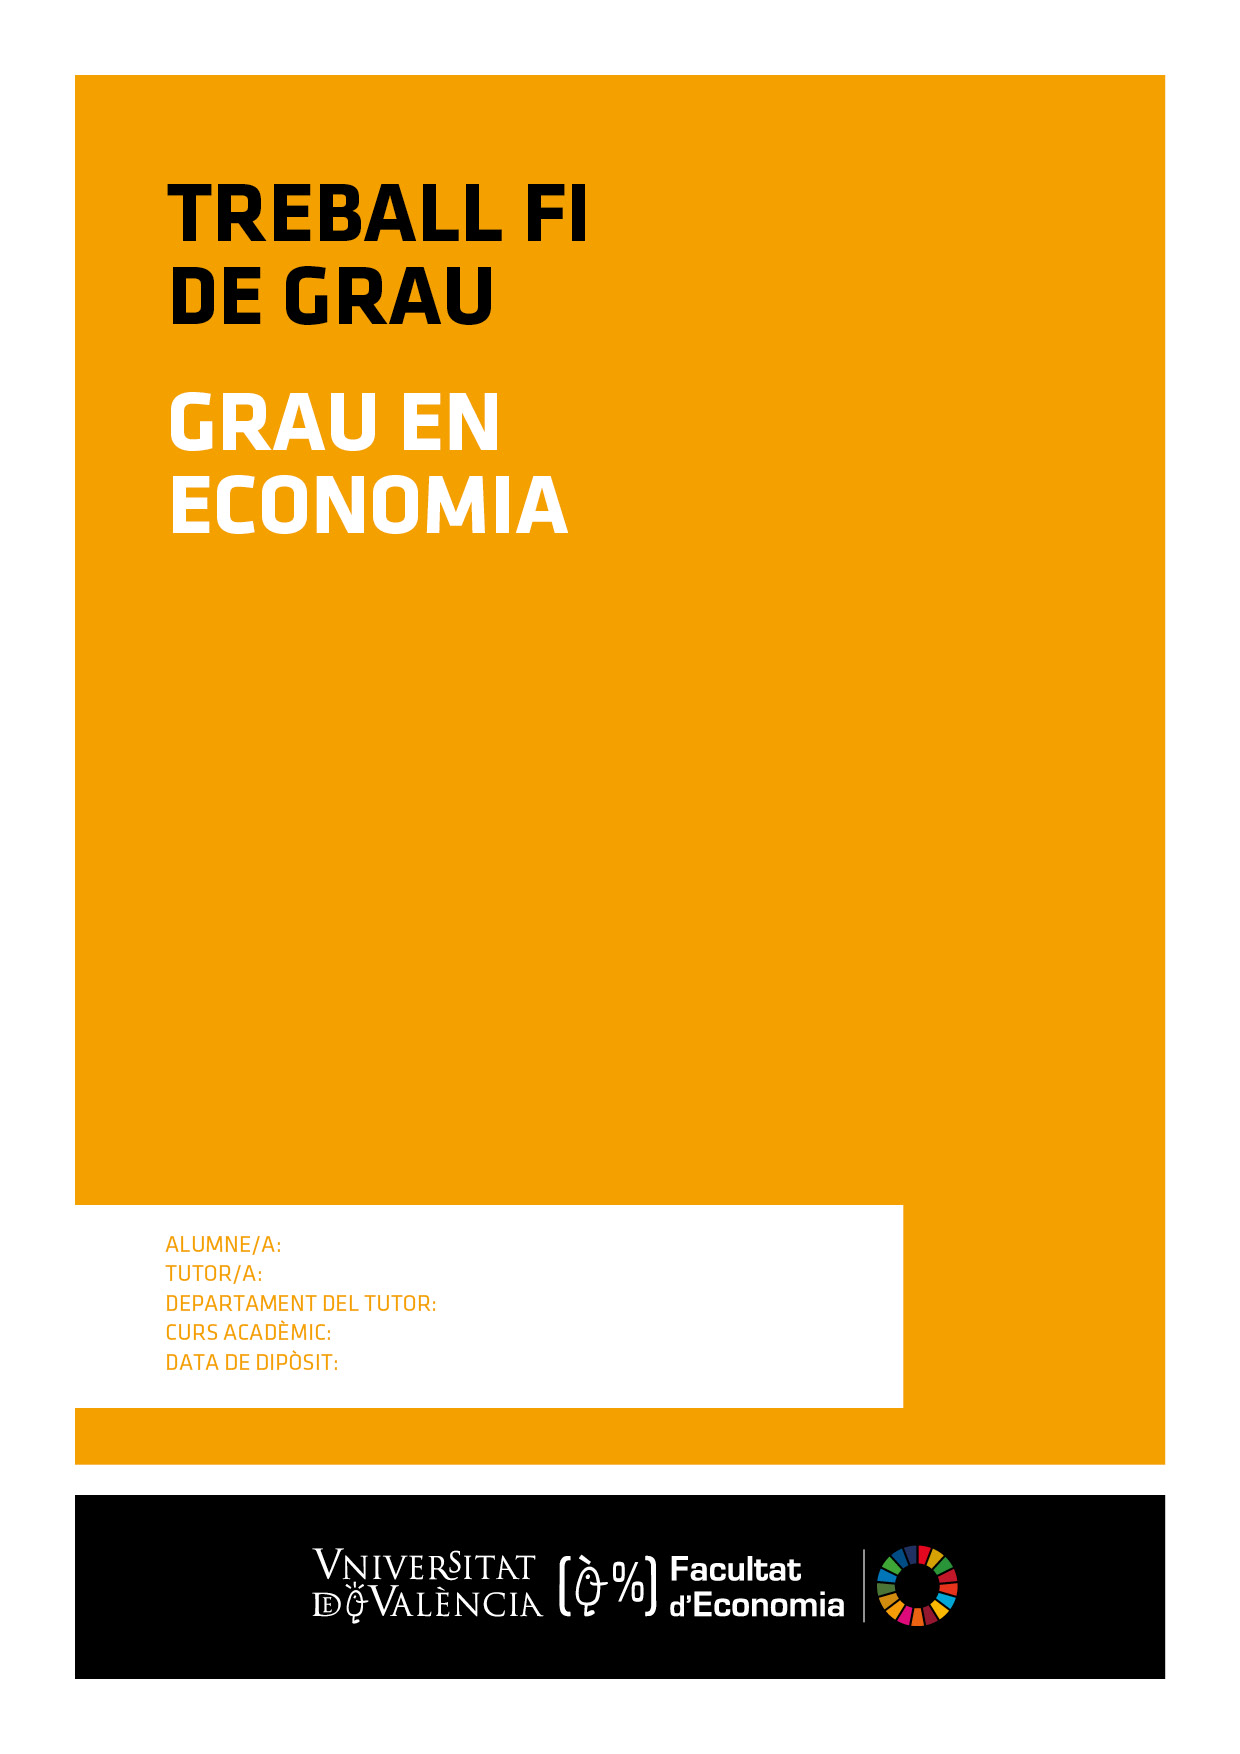 TREBALL FI
DE GRAU
GRAU EN
ECONOMIA
ALUMNE/A:
TUTOR/A:
DEPARTAMENT DEL TUTOR:
CURS ACADÈMIC:
DATA DE DIPÒSIT:
VNIVERSITAT
DE VALÈNCIA
[%]
Facultat
d'Economia